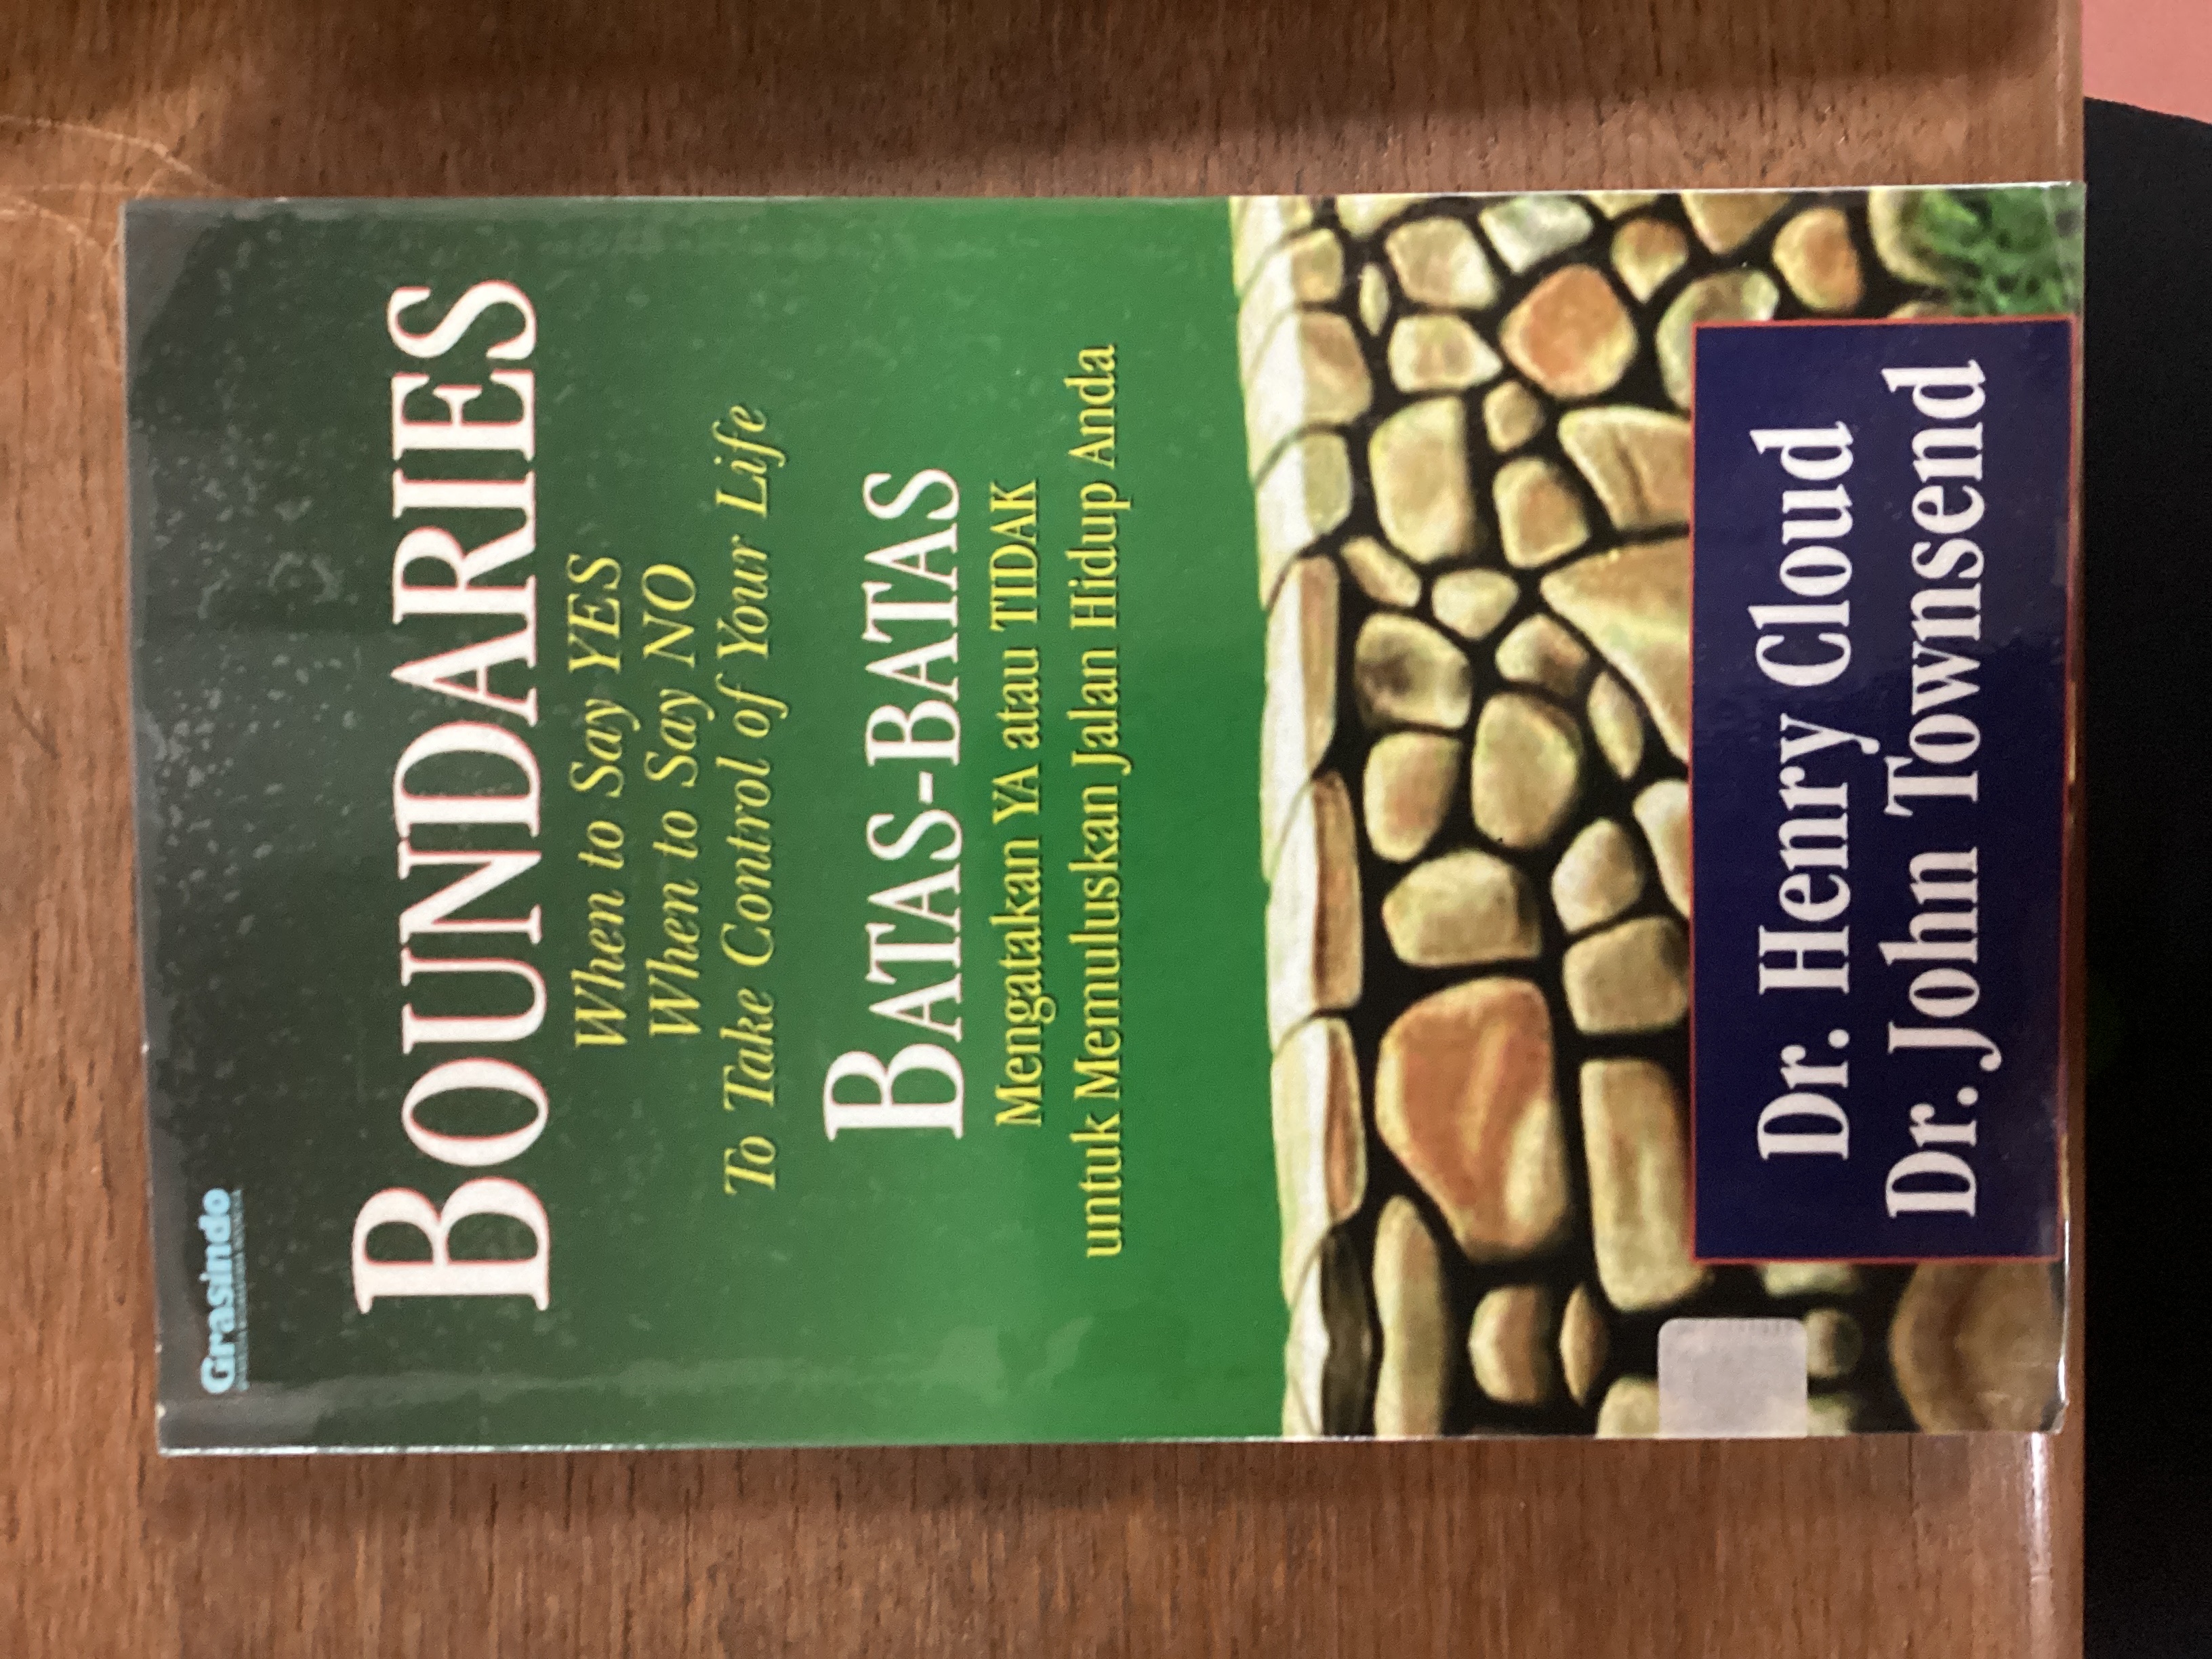 Grasindo
BOUNDARIES
When to Say YES
When to Say NO
To Take Control of Your Life
BATAS-BATAS
Mengatakan YA atau TIDAK
untuk Memuluskan Jalan Hidup Anda
Dr. Henry Cloud
Dr. John Townsend